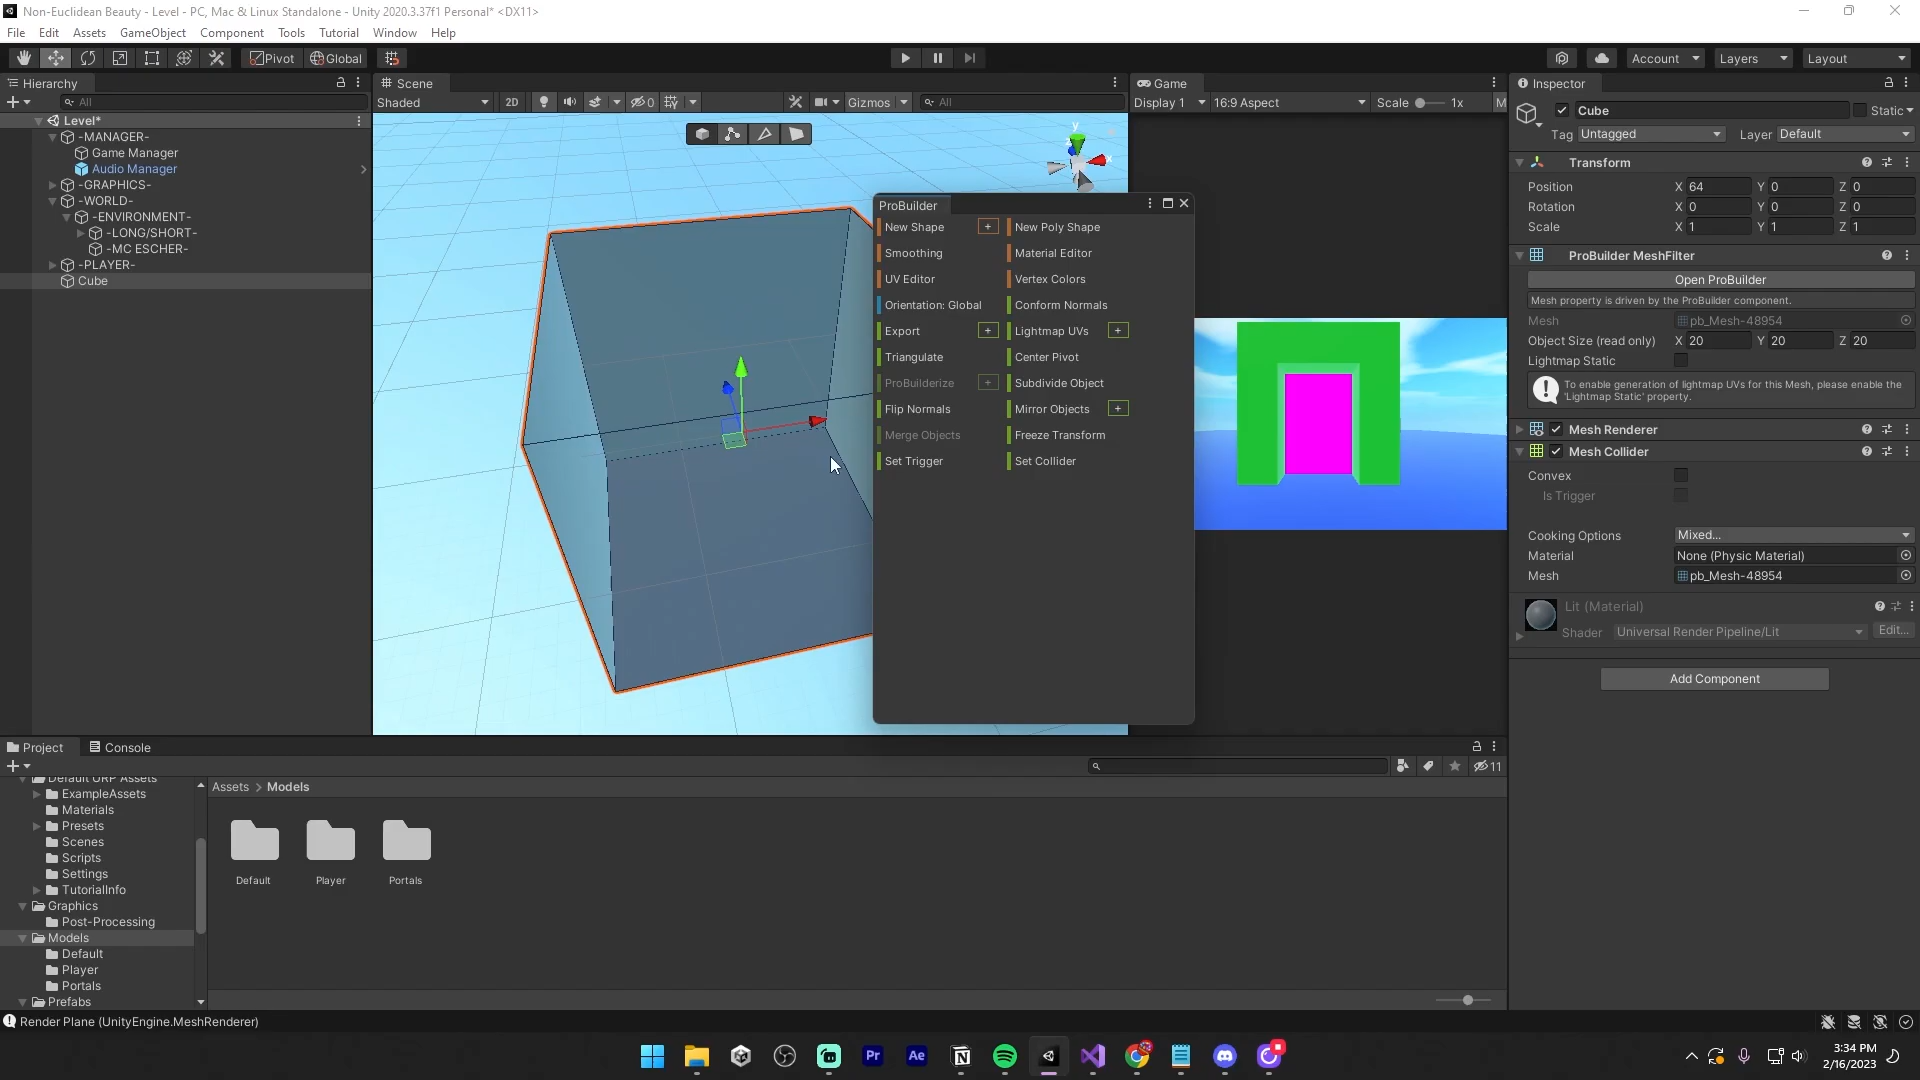 Non-Euclidean Beauty - Level - PC, Mac & Linux Standalone - Unity 2020.3.37f1 Personal* <DX11>
File Edit Assets GameObject Component Tools Tutorial Window Help
Pivot Global Account Layers Layout
Hierarchy
All
Level*
-MANAGER-
Game Manager
Audio Manager
-GRAPHICS-
-WORLD-
-ENVIRONMENT-
-LONG/SHORT-
-MC ESCHER-
-PLAYER-
Cube
Scene
Shaded 2D 0 Gizmos All
y
x
ProBuilder
New Shape + New Poly Shape
Smoothing Material Editor
UV Editor Vertex Colors
Orientation: Global Conform Normals
Export + Lightmap UVs +
Triangulate Center Pivot
ProBuilderize + Subdivide Object
Flip Normals Mirror Objects +
Merge Objects Freeze Transform
Set Trigger Set Collider
Game
Display 1 16:9 Aspect Scale 1x M
Inspector
Cube Static
Tag Untagged Layer Default
Transform
Position X 64 Y 0 Z 0
Rotation X 0 Y 0 Z 0
Scale X 1 Y 1 Z 1
ProBuilder MeshFilter
Open ProBuilder
Mesh property is driven by the ProBuilder component.
Mesh pb_Mesh-48954
Object Size (read only) X 20 Y 20 Z 20
Lightmap Static
To enable generation of lightmap UVs for this Mesh, please enable the
'Lightmap Static' property.
Mesh Renderer
Mesh Collider
Convex
Is Trigger
Cooking Options Mixed...
Material None (Physic Material)
Mesh pb_Mesh-48954
Lit (Material)
Shader Universal Render Pipeline/Lit Edit...
Add Component
Project Console
11
Default URP Assets
ExampleAssets
Materials
Presets
Scenes
Scripts
Settings
TutorialInfo
Graphics
Post-Processing
Models
Default
Player
Portals
Prefabs
Assets > Models
Default Player Portals
Render Plane (UnityEngine.MeshRenderer)
Pr Ae N
3:34 PM
2/16/2023